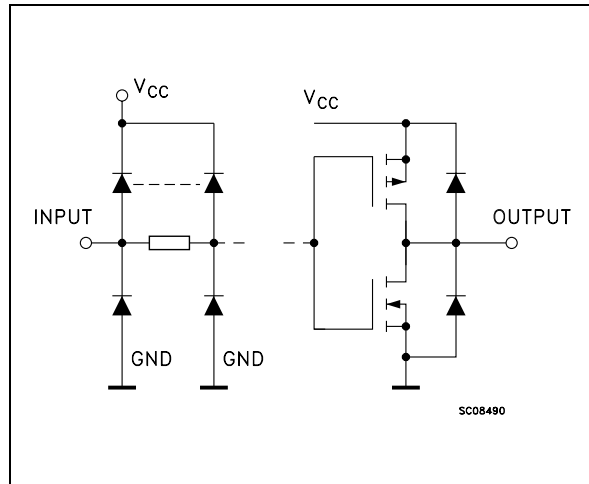 VCC
VCC
INPUT
OUTPUT
GND
GND
SC08490